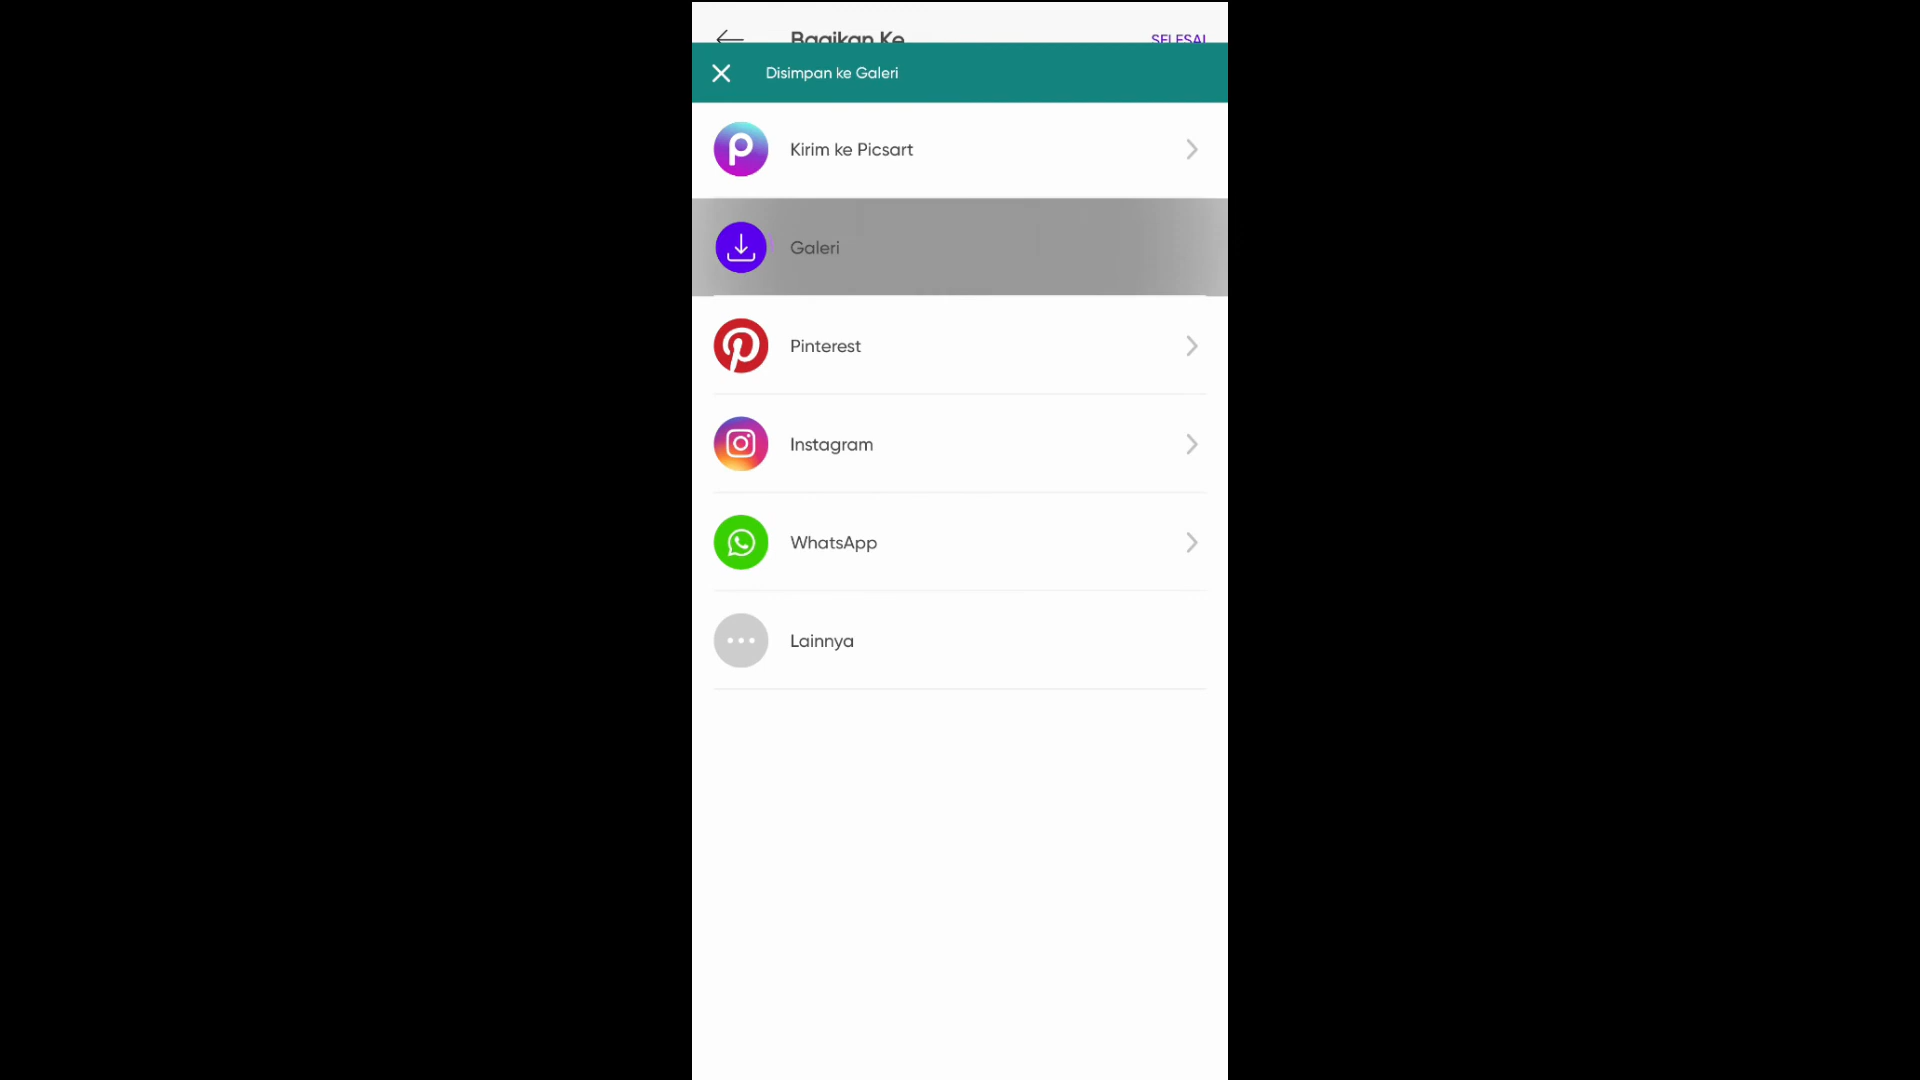 Bagikan Ke
SELESAI
Disimpan ke Galeri
Kirim ke Picsart
Galeri
Pinterest
Instagram
WhatsApp
Lainnya